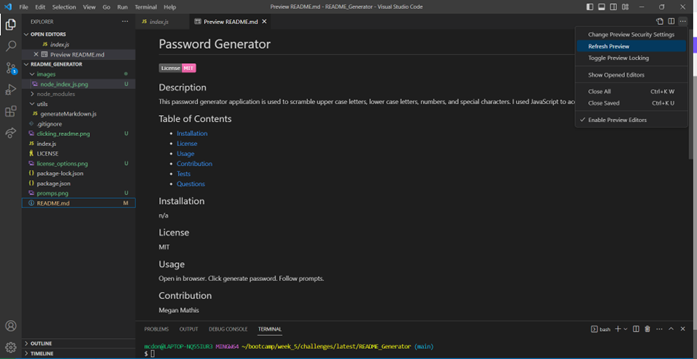 File Edit Selection View Go Run Terminal Help
Preview README.md - README_Generator - Visual Studio Code
EXPLORER
OPEN EDITORS
index.js
Preview README.md
README_GENERATOR
images
node_index_js.png U
node_modules
utils
generateMarkdown.js
.gitignore
clicking_readme.png U
index.js
LICENSE
license_options.png U
package-lock.json
package.json
promps.png U
README.md M
OUTLINE
TIMELINE
index.js
Preview README.md
Password Generator
License MIT
Description
This password generator application is used to scramble upper case letters, lower case letters, numbers, and special characters. I used JavaScript to
Table of Contents
Installation
License
Usage
Contribution
Tests
Questions
Installation
n/a
License
MIT
Usage
Open in browser. Click generate password. Follow prompts.
Contribution
Megan Mathis
Change Preview Security Settings
Refresh Preview
Toggle Preview Locking
Show Opened Editors
Close All Ctrl+K W
Close Saved Ctrl+K U
Enable Preview Editors
PROBLEMS OUTPUT DEBUG CONSOLE TERMINAL
bash
MINGW64 ~/bootcamp/week_5/challenges/latest/README_Generator (main)
$